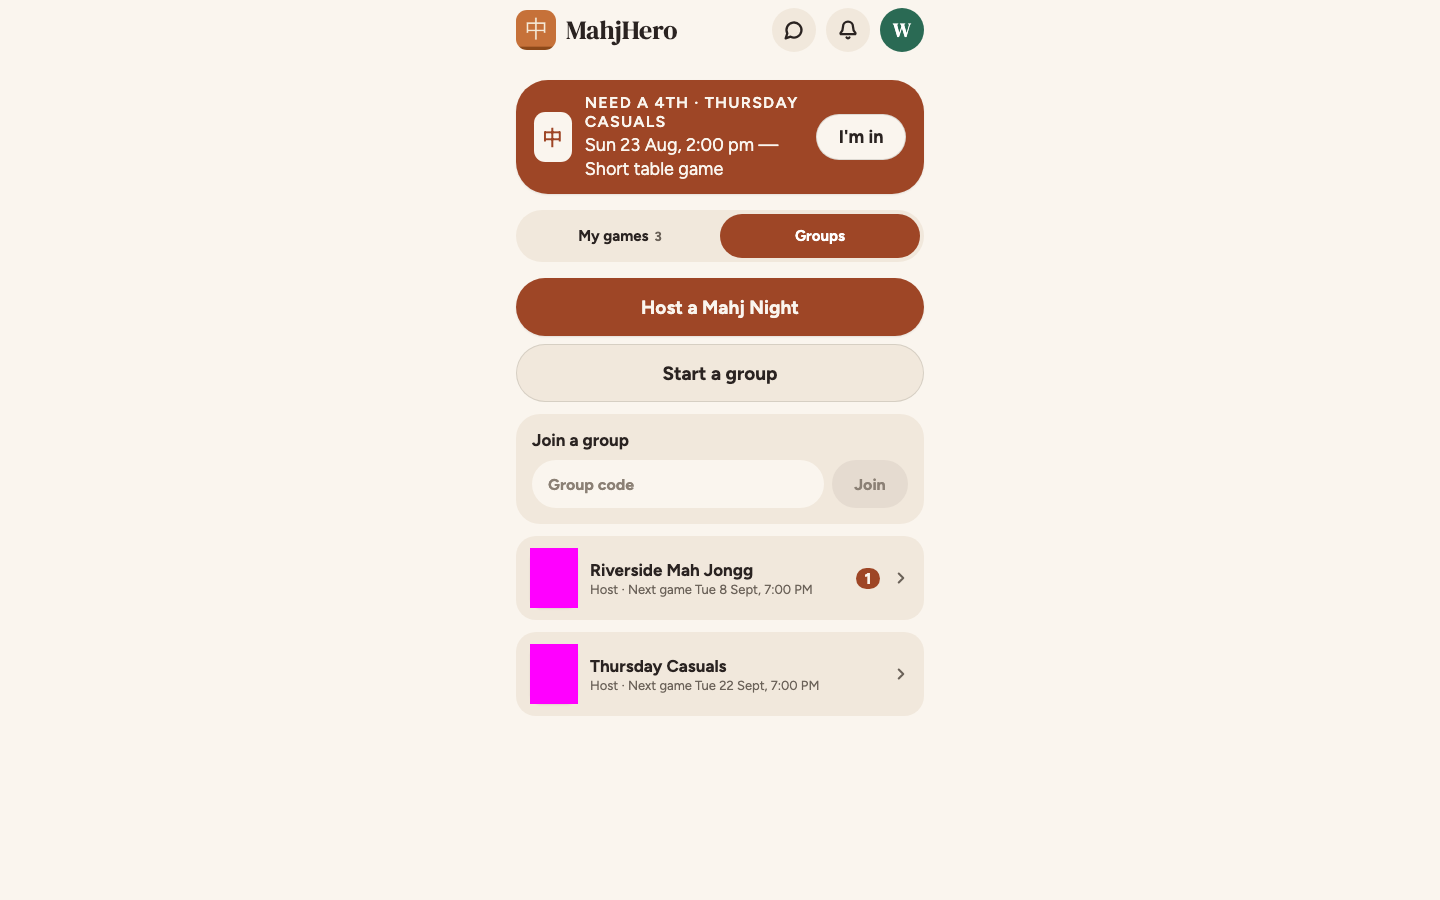 中 MahjHero W
NEED A 4TH · THURSDAY
CASUALS
中
Sun 23 Aug, 2:00 pm —
Short table game
I'm in
My games 3
Groups
Host a Mahj Night
Start a group
Join a group
Group code
Join
Riverside Mah Jongg
Host · Next game Tue 8 Sept, 7:00 PM
1
Thursday Casuals
Host · Next game Tue 22 Sept, 7:00 PM